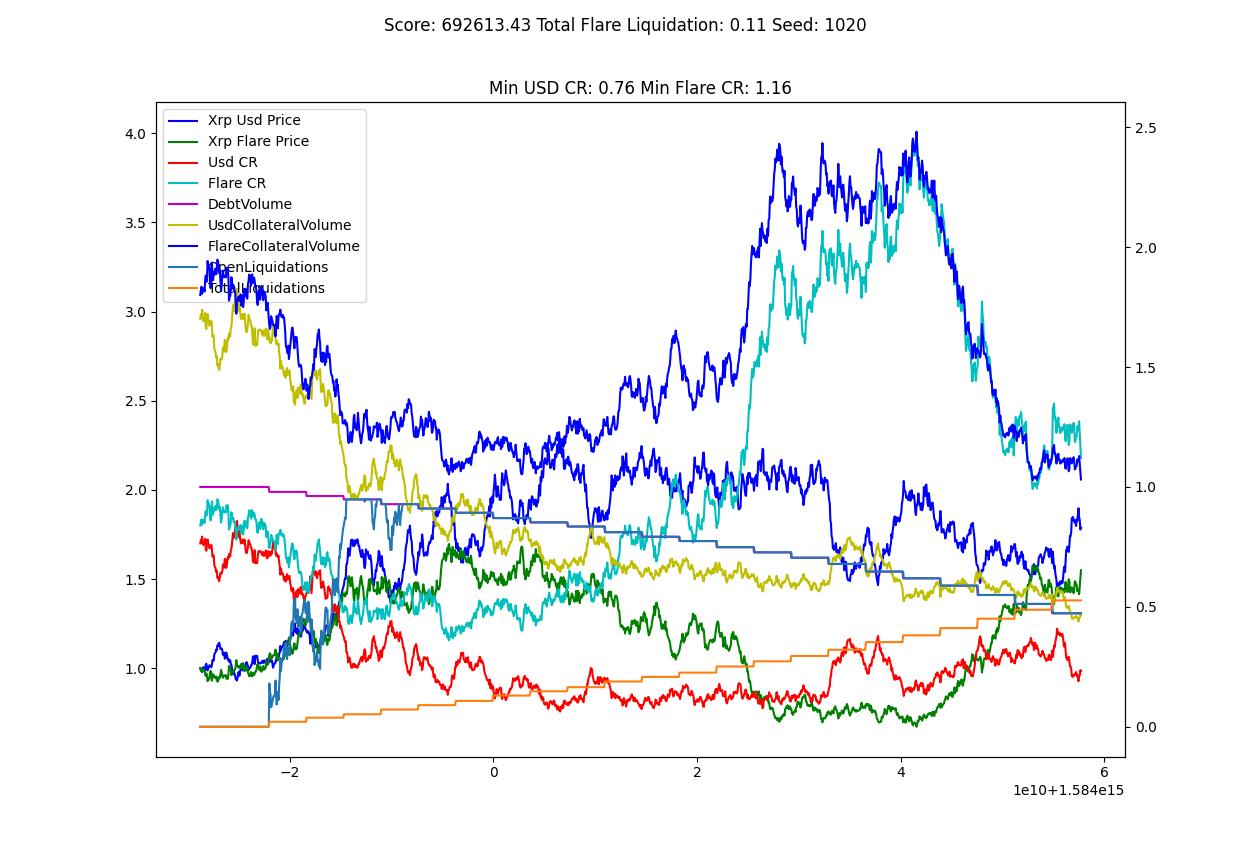 Score: 692613.43 Total Flare Liquidation: 0.11 Seed: 1020
Min USD CR: 0.76 Min Flare CR: 1.16
Xrp Usd Price
Xrp Flare Price
Usd CR
Flare CR
DebtVolume
UsdCollateralVolume
FlareCollateralVolume
OpenLiquidations
TotalLiquidations
4.0
3.5
3.0
2.5
2.0
1.5
1.0
2.5
2.0
1.5
1.0
0.5
0.0
−2
0
2
4
6
1e10+1.584e15